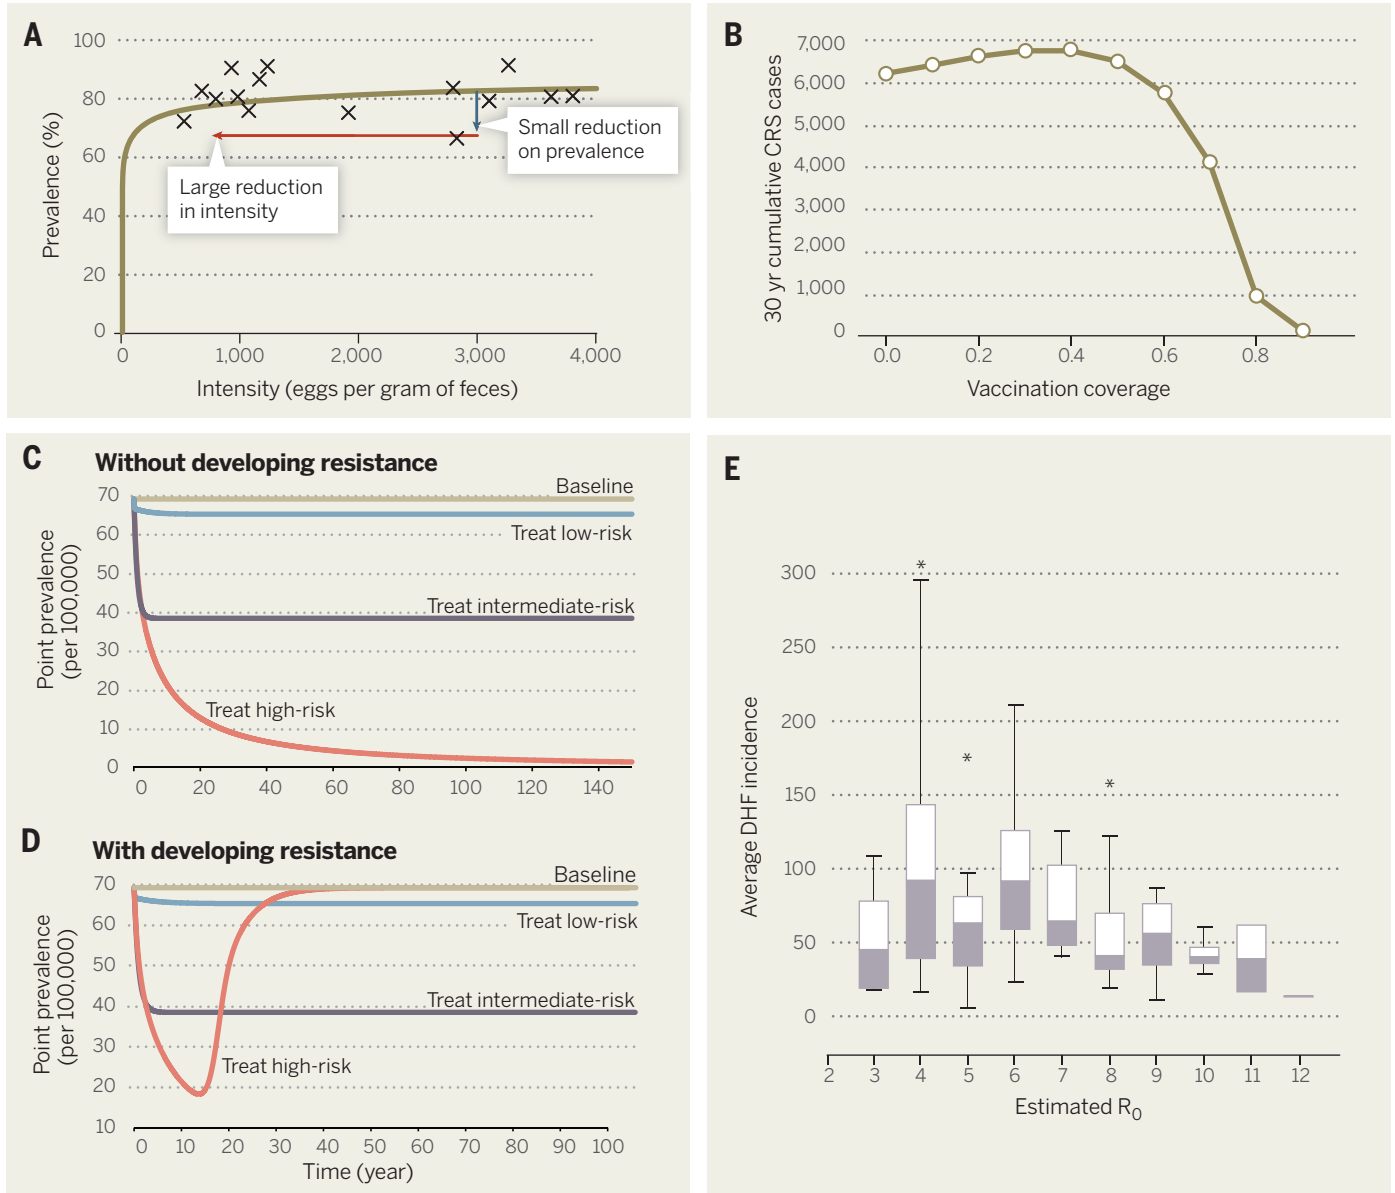 A
100
80
60
40
20
0
Prevalence (%)
Small reduction
on prevalence
Large reduction
in intensity
0 1,000 2,000 3,000 4,000
Intensity (eggs per gram of feces)
B
7,000
6,000
5,000
4,000
3,000
2,000
1,000
0
30 yr cumulative CRS cases
0.0 0.2 0.4 0.6 0.8
Vaccination coverage
C
Without developing resistance
70
60
50
40
30
20
10
0
Point prevalence
(per 100,000)
Baseline
Treat low-risk
Treat intermediate-risk
Treat high-risk
0 20 40 60 80 100 120 140
D
With developing resistance
70
60
50
40
30
20
10
Point prevalence
(per 100,000)
Baseline
Treat low-risk
Treat intermediate-risk
Treat high-risk
0 10 20 30 40 50 60 70 80 90 100
Time (year)
E
300
250
200
150
100
50
0
Average DHF incidence
*
*
*
2 3 4 5 6 7 8 9 10 11 12
Estimated R0